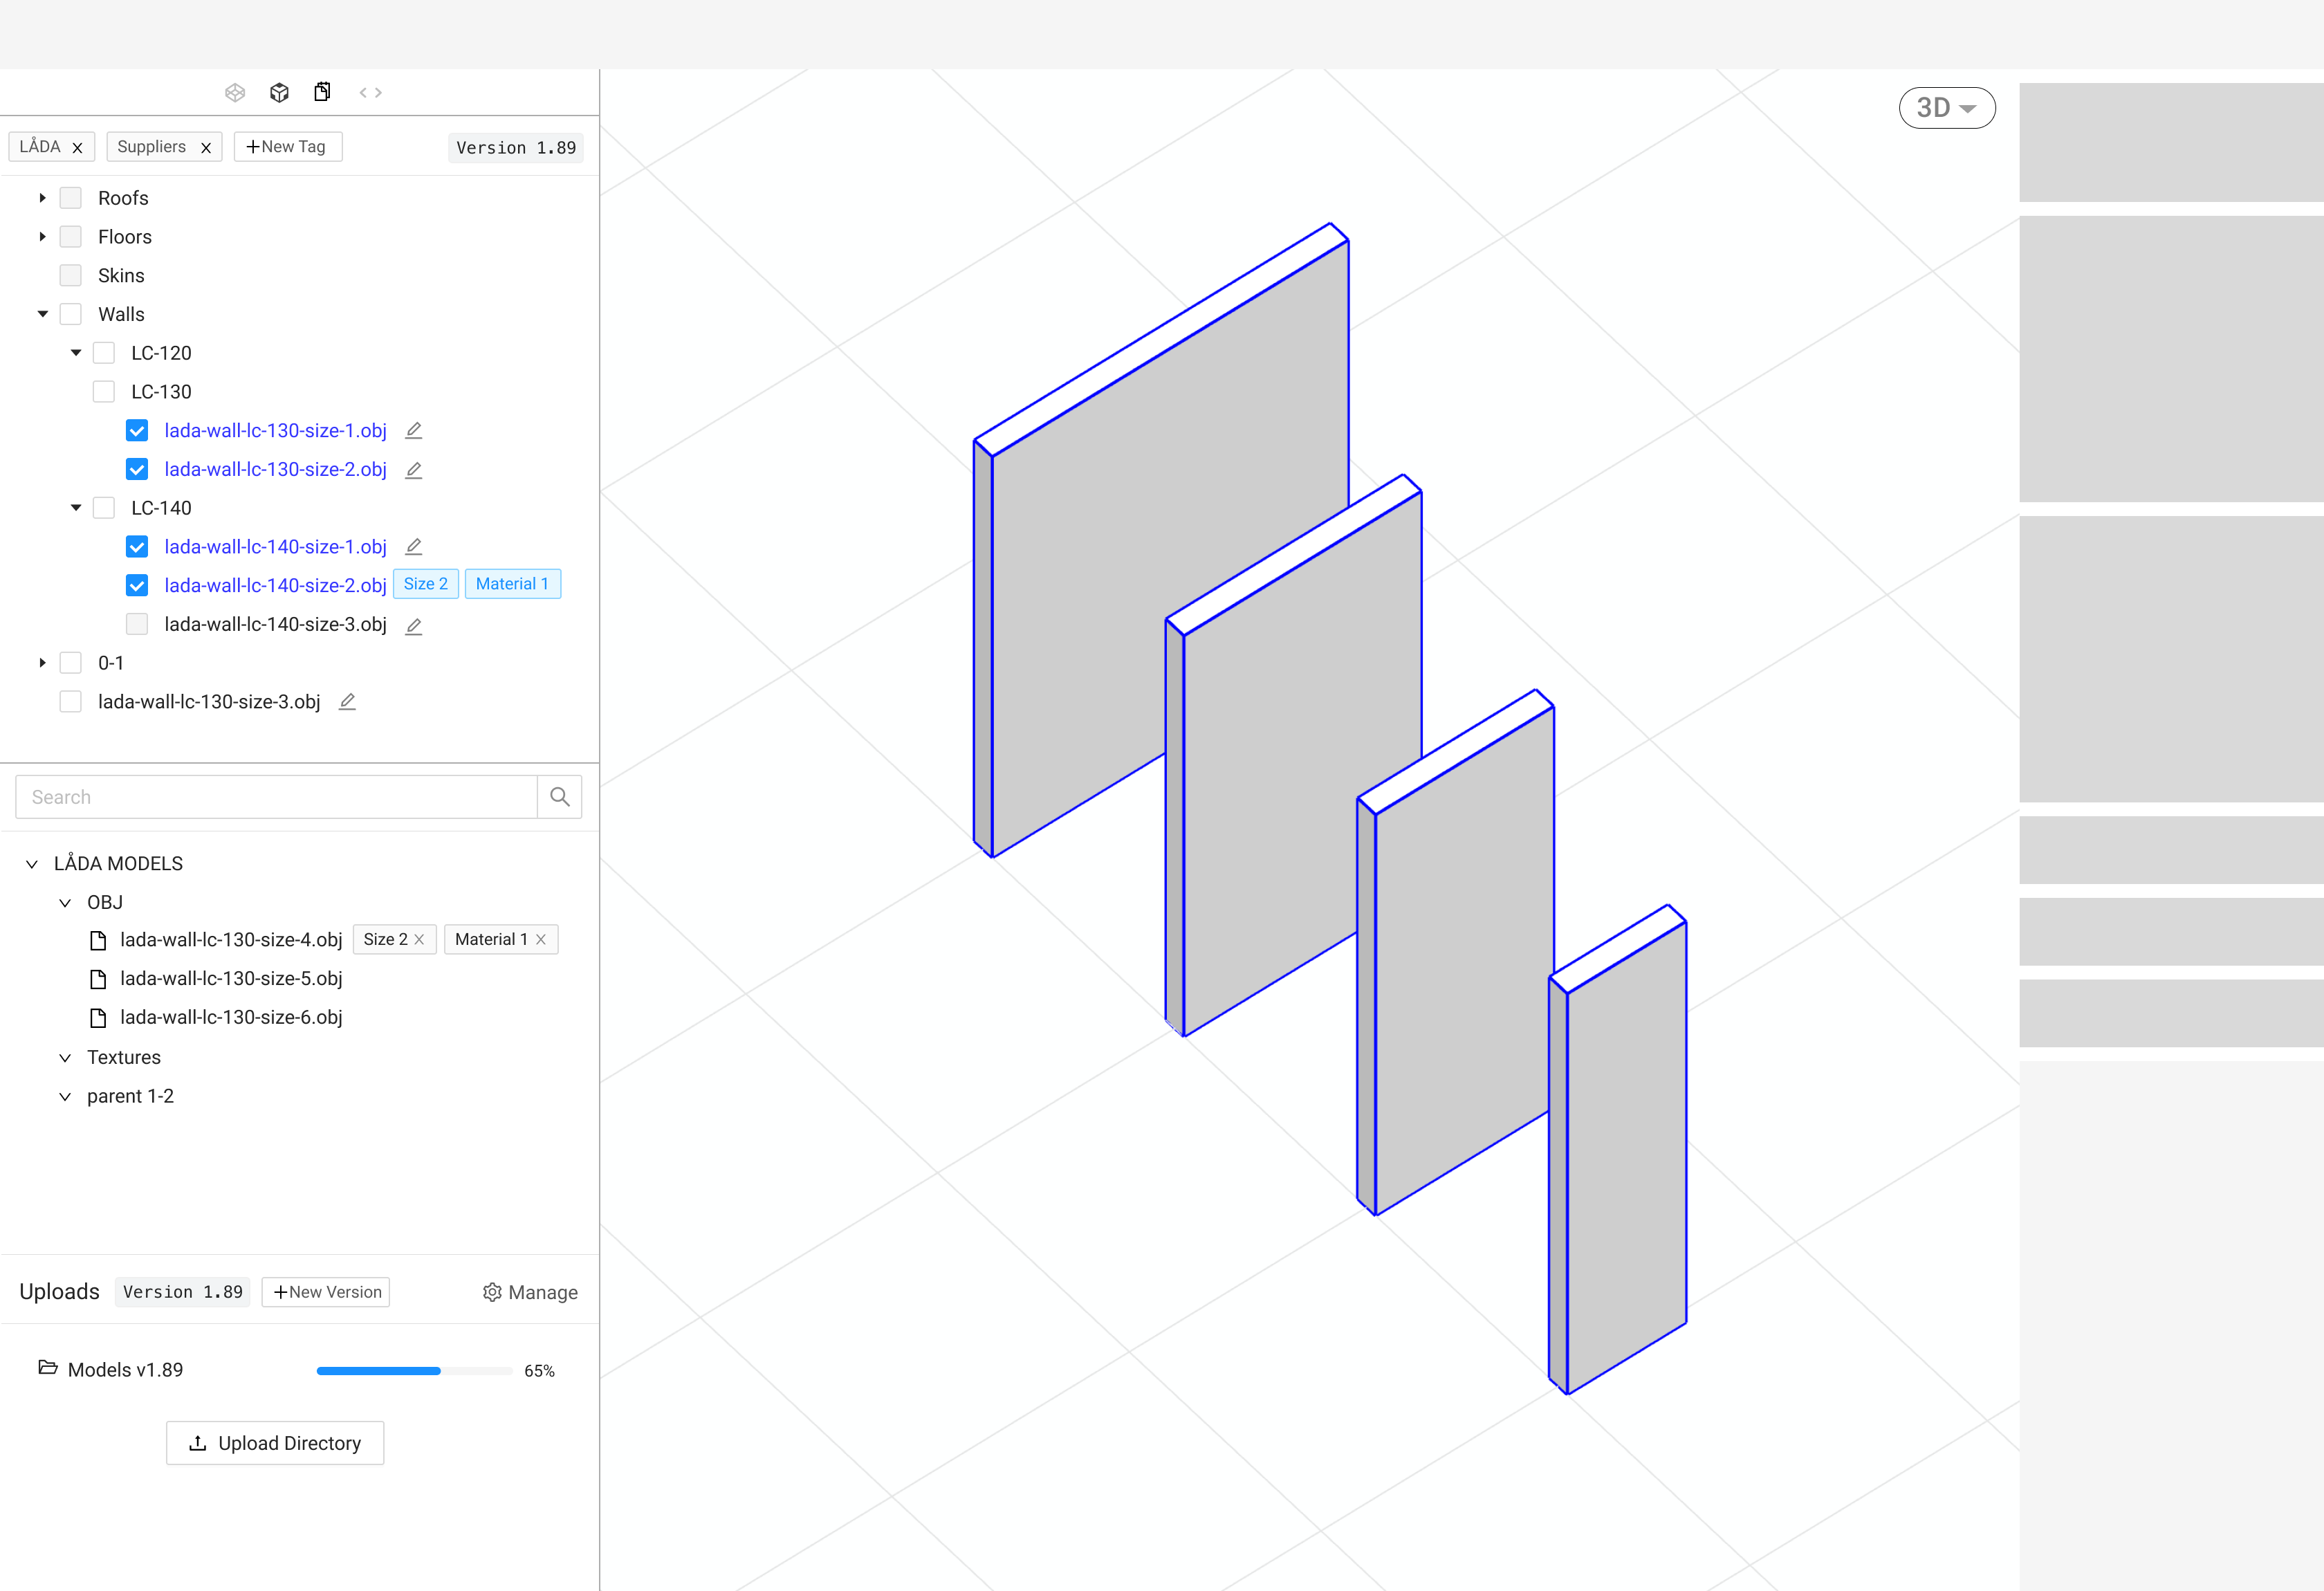 LÅDA x Suppliers x +New Tag Version 1.89
3D
Roofs
Floors
Skins
Walls
LC-120
LC-130
lada-wall-lc-130-size-1.obj
lada-wall-lc-130-size-2.obj
LC-140
lada-wall-lc-140-size-1.obj
lada-wall-lc-140-size-2.obj Size 2 Material 1
lada-wall-lc-140-size-3.obj
0-1
lada-wall-lc-130-size-3.obj
Search
LÅDA MODELS
OBJ
lada-wall-lc-130-size-4.obj Size 2 Material 1
lada-wall-lc-130-size-5.obj
lada-wall-lc-130-size-6.obj
Textures
parent 1-2
Uploads Version 1.89 +New Version Manage
Models v1.89 65%
Upload Directory